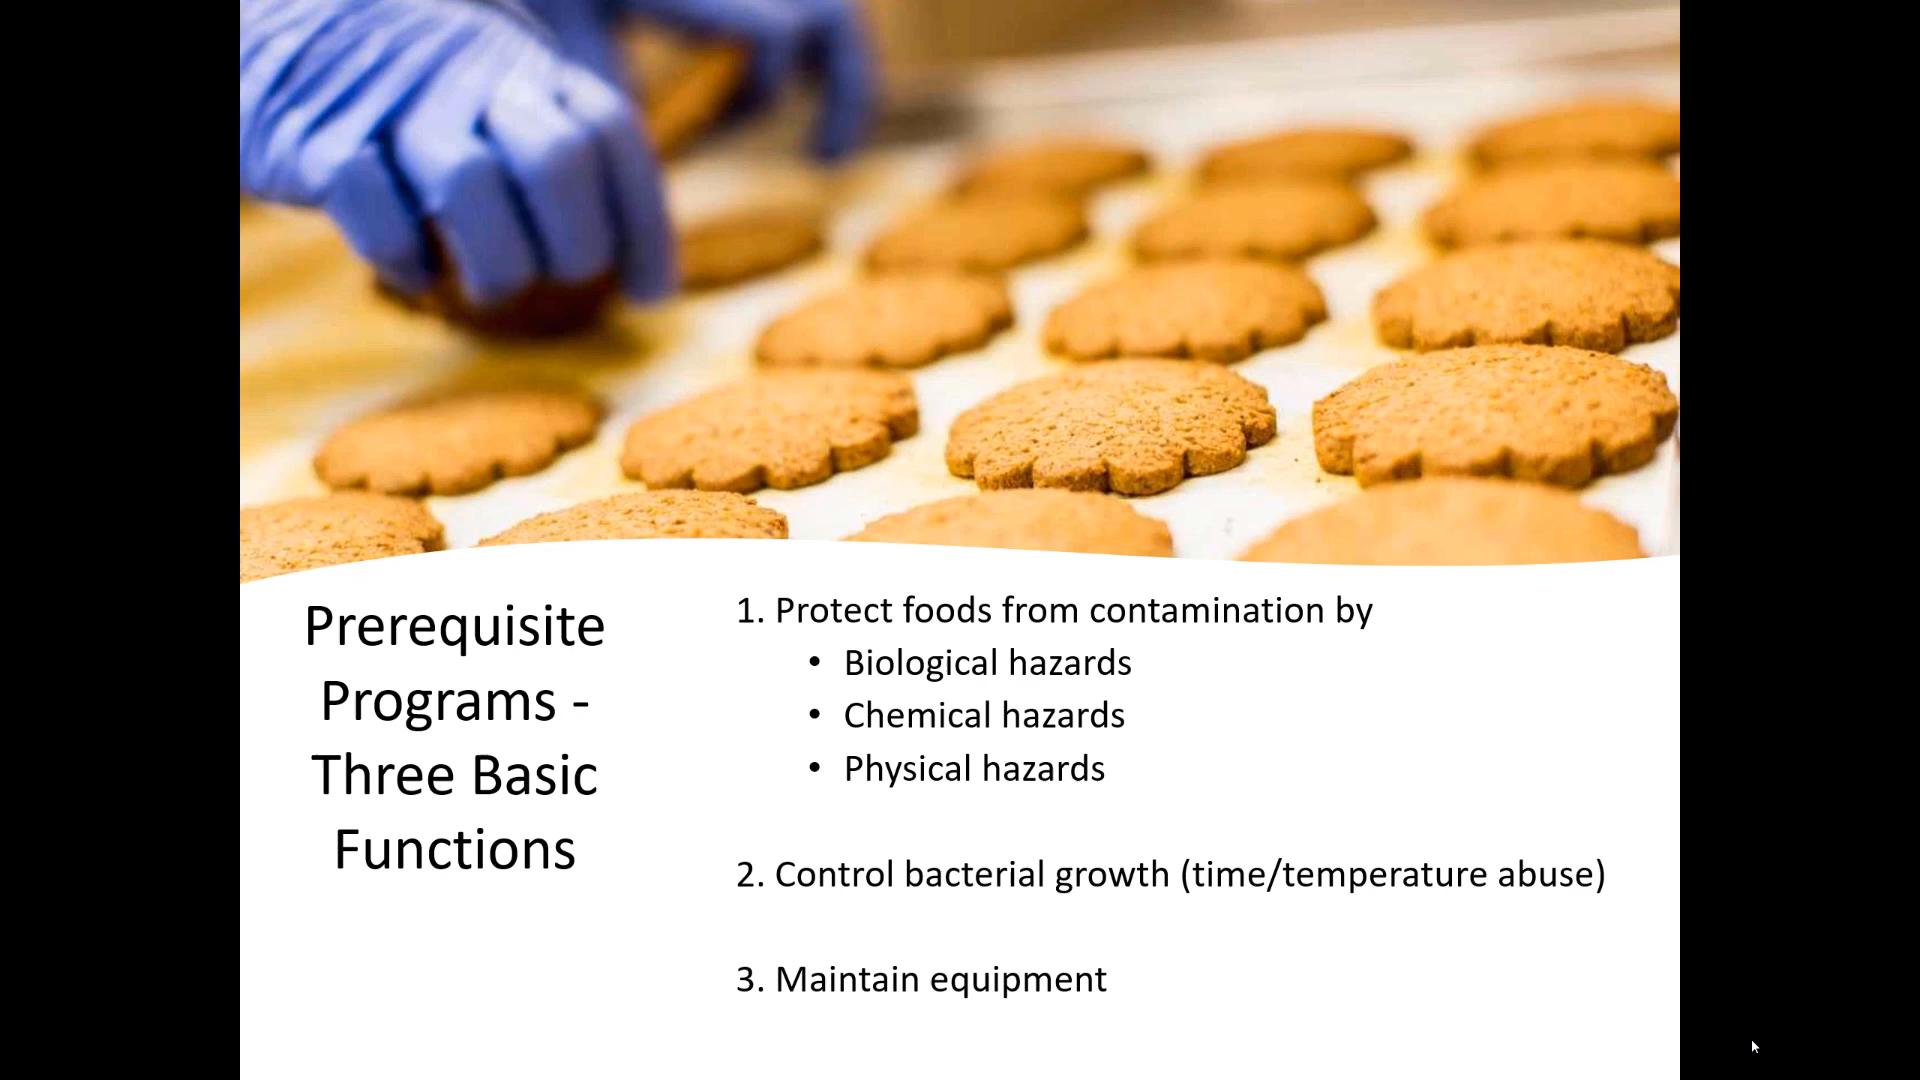 Prerequisite
Programs -
Three Basic
Functions
1. Protect foods from contamination by
• Biological hazards
• Chemical hazards
• Physical hazards
2. Control bacterial growth (time/temperature abuse)
3. Maintain equipment